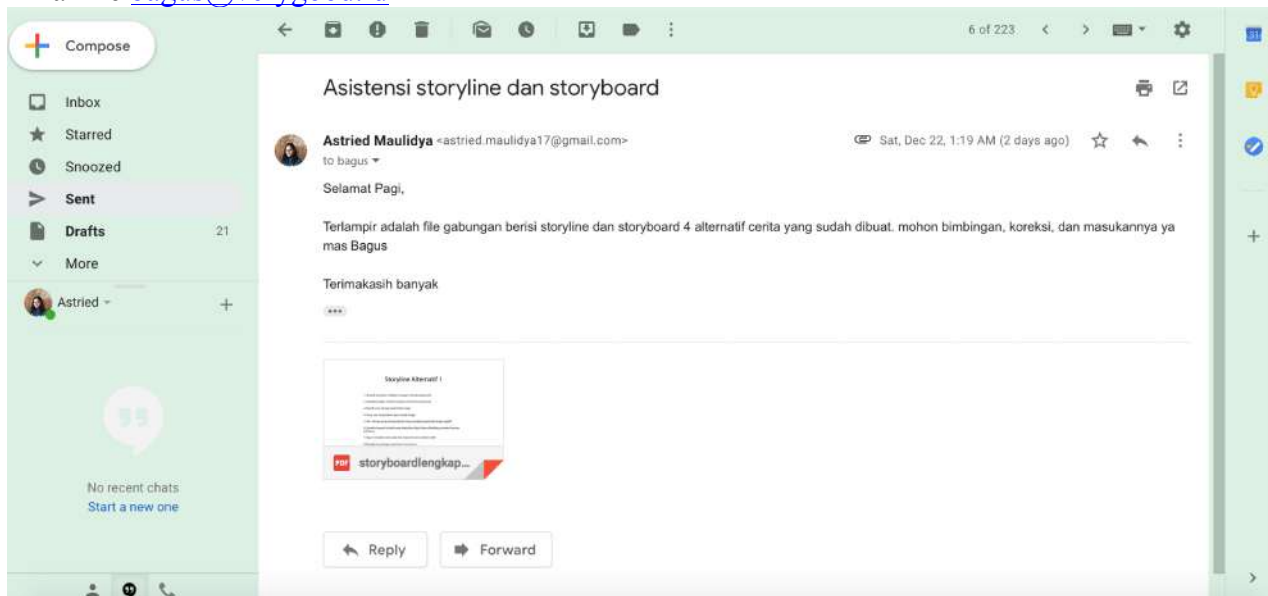 Compose
6 of 223
Inbox
Starred
Snoozed
Sent
Drafts 21
More
Astried
No recent chats
Start a new one
Asistensi storyline dan storyboard
Astried Maulidya <astried.maulidya17@gmail.com>
Sat, Dec 22, 1:19 AM (2 days ago)
to bagus
Selamat Pagi,
Terlampir adalah file gabungan berisi storyline dan storyboard 4 alternatif cerita yang sudah dibuat. mohon bimbingan, koreksi, dan masukannya ya
mas Bagus
Terimakasih banyak
Storyline Alternatif 1
PDF storyboardlengkap...
Reply Forward
31